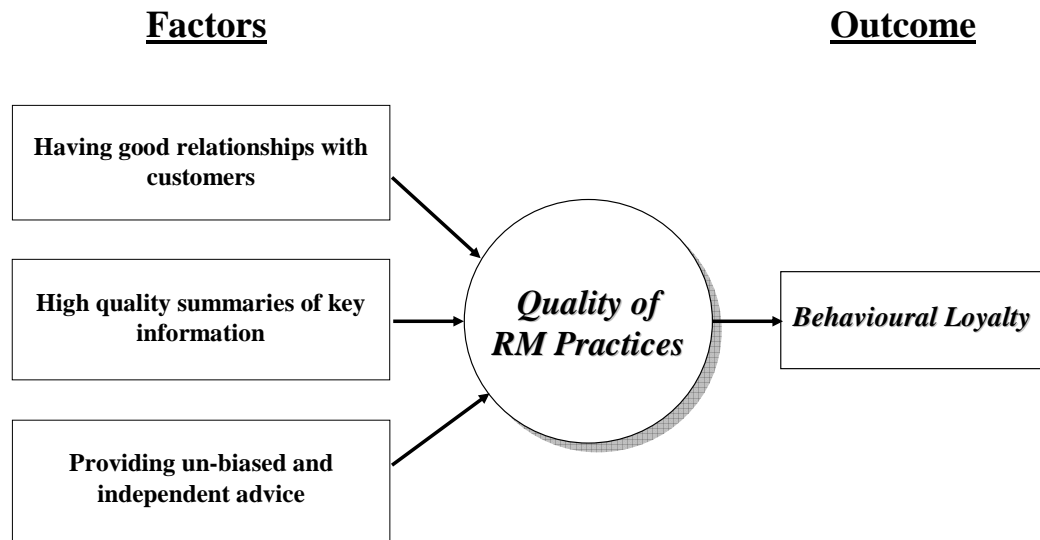 Factors
Outcome
Having good relationships with
customers
High quality summaries of key
information
Providing un-biased and
independent advice
Quality of
RM Practices
Behavioural Loyalty